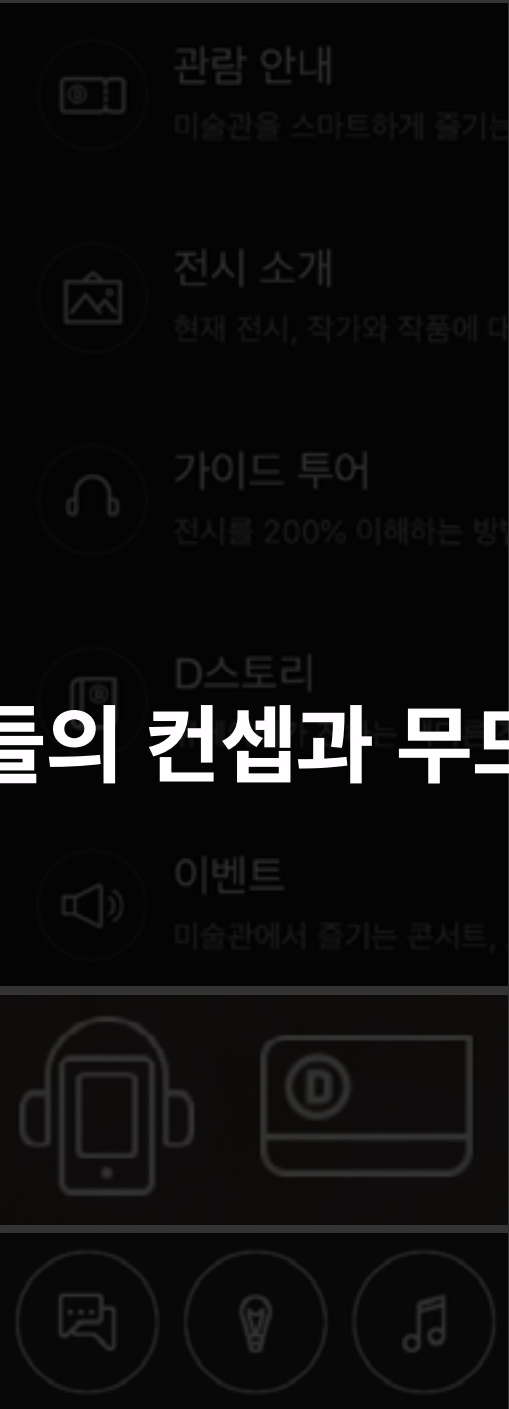 관람 안내
미술관을 스마트하게 즐기는
전시 소개
현재 전시, 작가와 작품에 대
가이드 투어
전시를 200% 이해하는 방법
D스토리
들의 컨셉과 무드
이벤트
미술관에서 즐기는 콘서트,
D